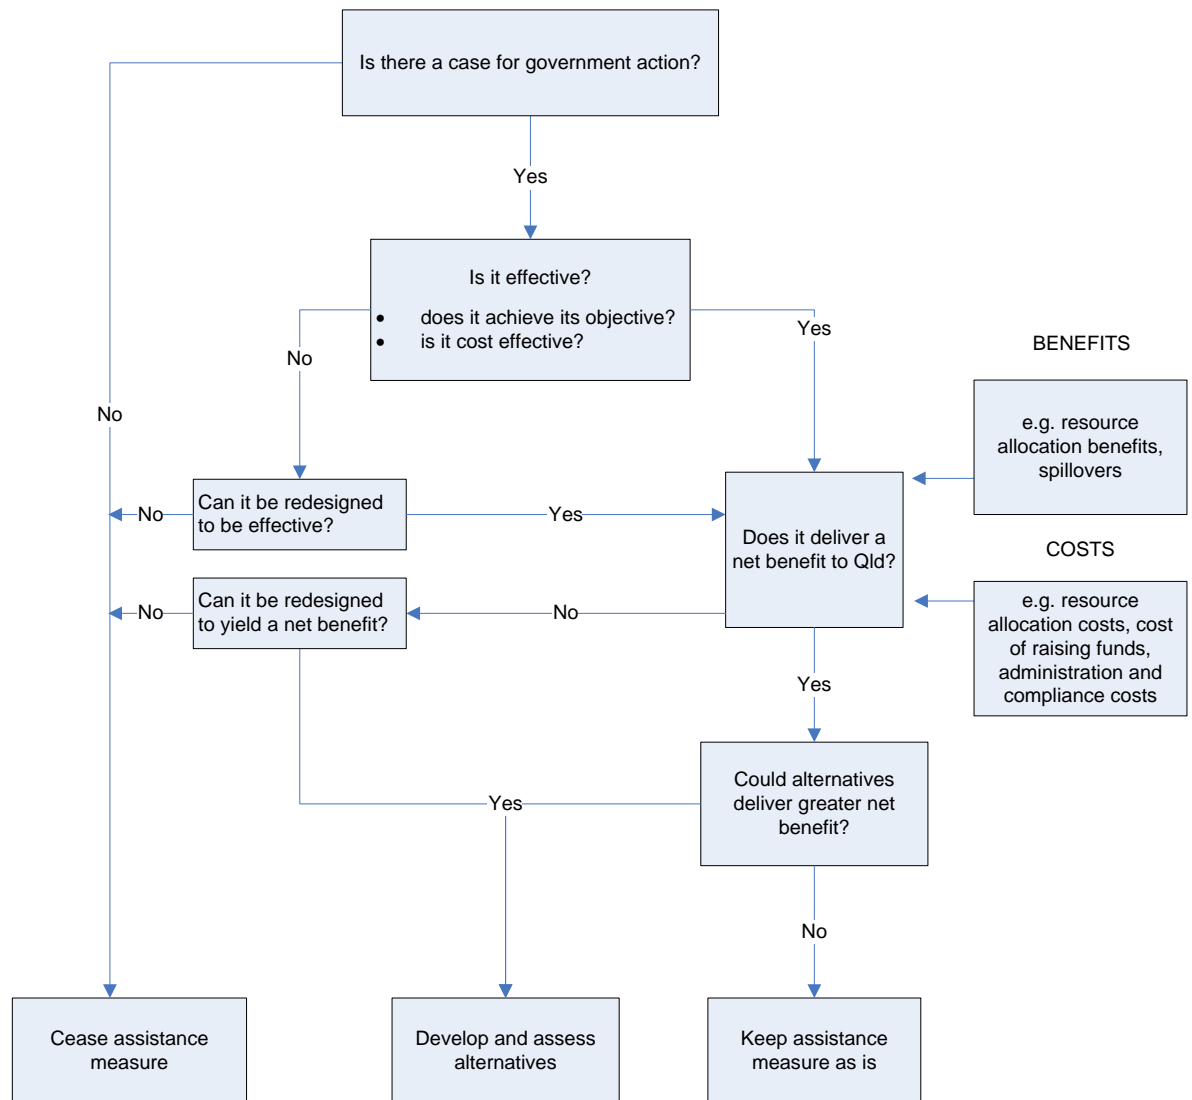 Is there a case for government action?
Yes
Is it effective?
• does it achieve its objective?
• is it cost effective?
Yes
No
BENEFITS
e.g. resource
allocation benefits,
spillovers
No
Can it be redesigned
to be effective?
No
Yes
Does it deliver a
net benefit to Qld?
COSTS
e.g. resource
allocation costs, cost
of raising funds,
administration and
compliance costs
Can it be redesigned
to yield a net benefit?
No
No
Yes
Could alternatives
deliver greater net
benefit?
Yes
No
Cease assistance
measure
Develop and assess
alternatives
Keep assistance
measure as is